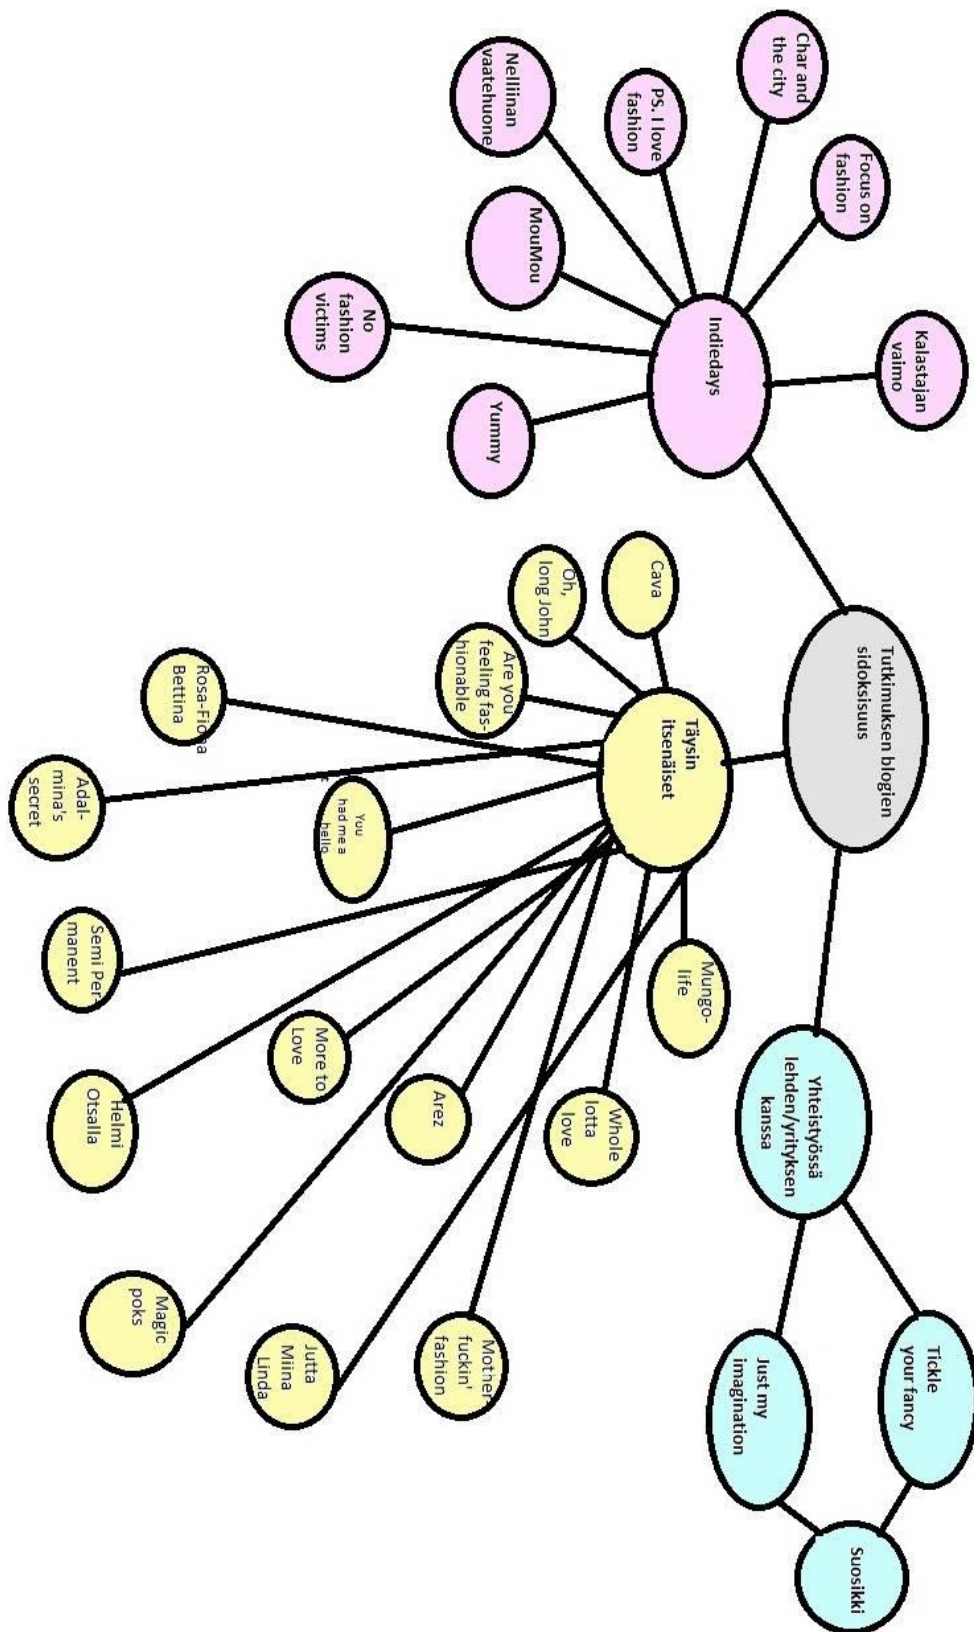 Tutkimuksen blogien
sidoksisuus
Indiedays
Kalastajan
vaimo
Focus on
fashion
Char and
the city
PS. I love
fashion
Nelliinan
vaatehuone
MouMou
No
fashion
victims
Yummy
Täysin
itsenäiset
Cava
Oh,
long John
Are you
feeling fas-
hionable
Rosa-Fiona
Bettina
Adal-
mina's
secret
You
had me a
hello
Semi Per-
manent
Helmi
Otsalla
More to
Love
Magic
poks
Arez
Jutta
Miina
Linda
Mother-
fuckin'
fashion
Whole
lotta
love
Mungo-
life
Yhteistyössä
lehden/yrityksen
kanssa
Tickle
your fancy
Just my
imagination
Suosikki